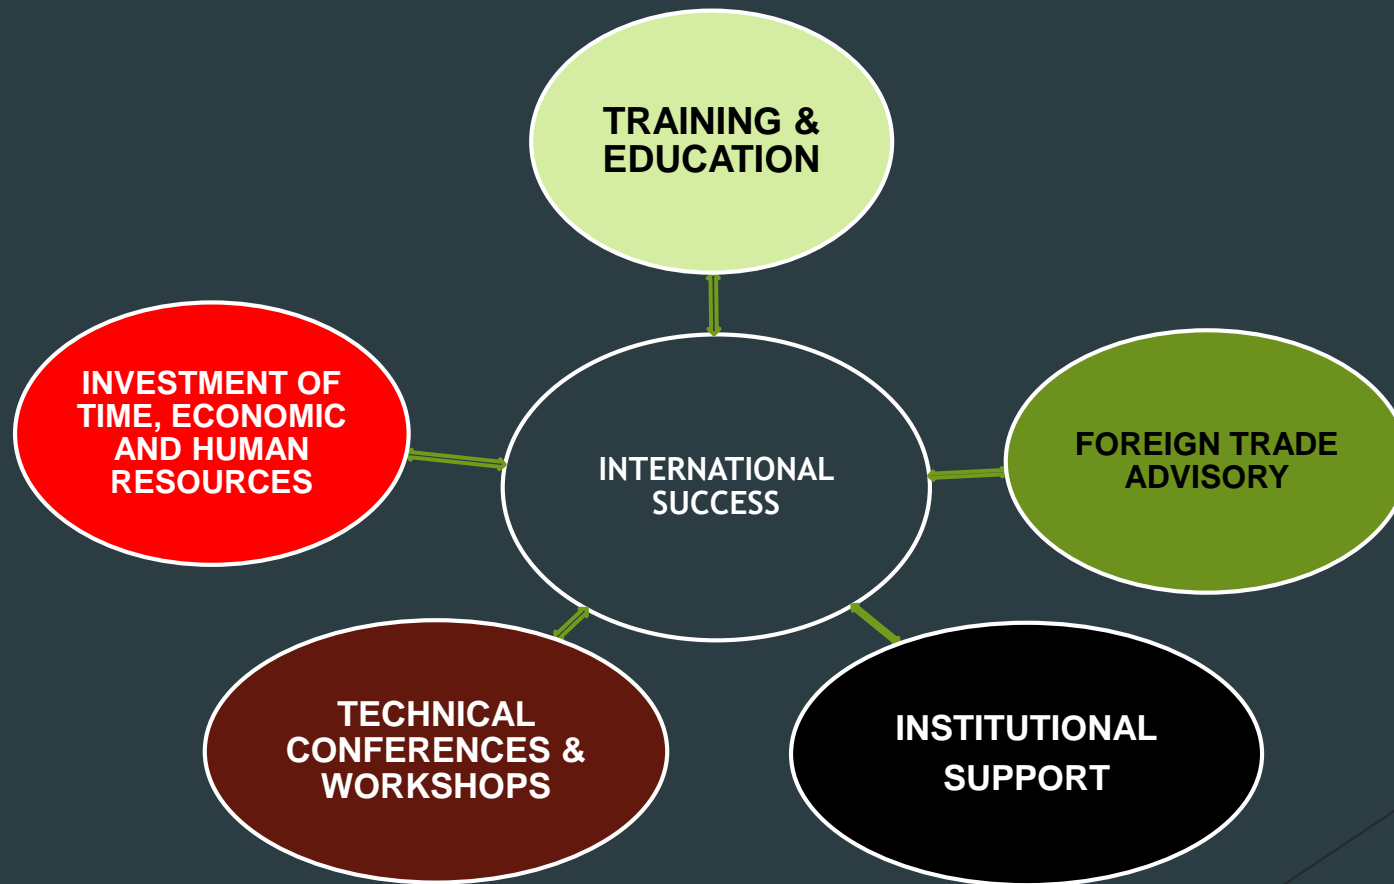 TRAINING &
EDUCATION
INVESTMENT OF
TIME, ECONOMIC
AND HUMAN
RESOURCES
INTERNATIONAL
SUCCESS
FOREIGN TRADE
ADVISORY
TECHNICAL
CONFERENCES &
WORKSHOPS
INSTITUTIONAL
SUPPORT